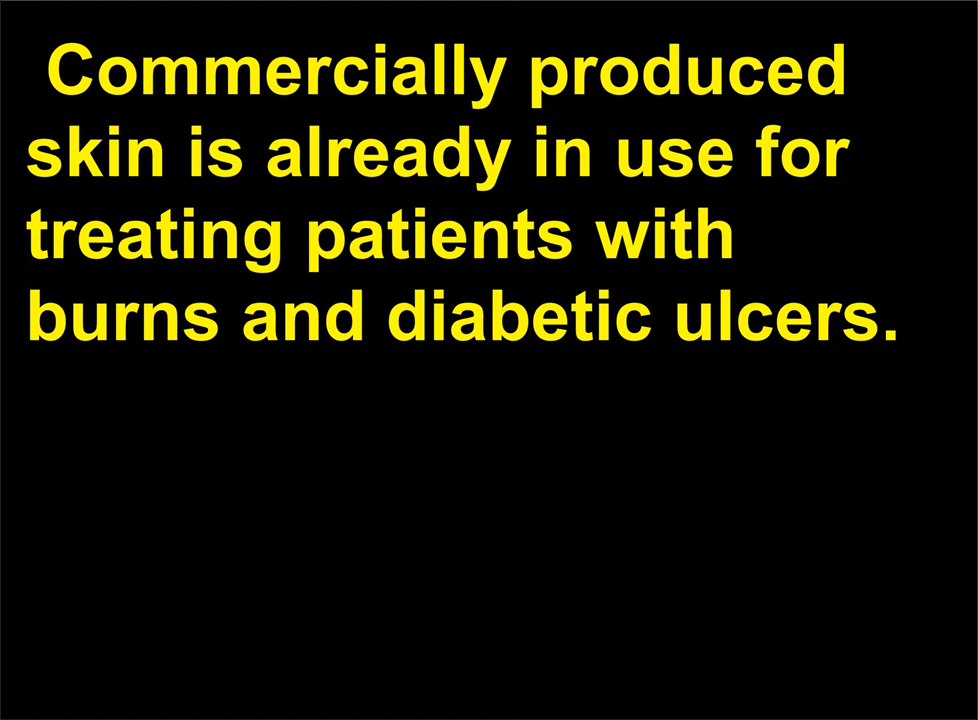 Commercially produced
skin is already in use for
treating patients with
burns and diabetic ulcers.